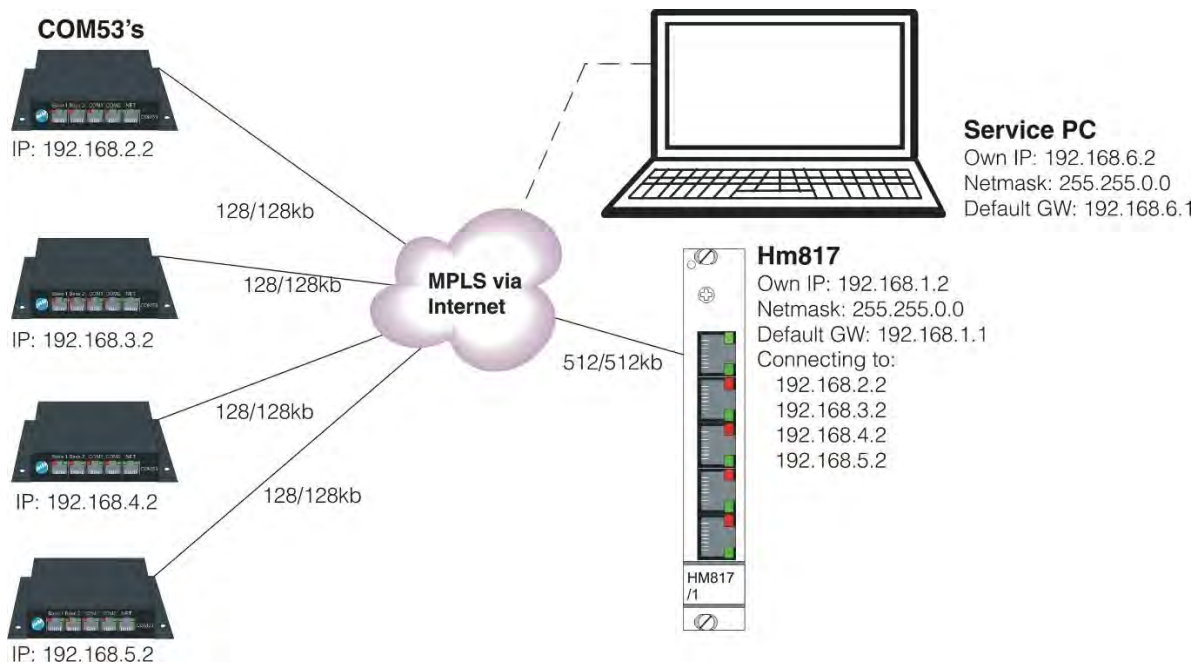 COM53's
IP: 192.168.2.2
128/128kb
IP: 192.168.3.2
128/128kb
IP: 192.168.4.2
128/128kb
IP: 192.168.5.2
128/128kb
MPLS via
Internet
512/512kb
Service PC
Own IP: 192.168.6.2
Netmask: 255.255.0.0
Default GW: 192.168.6.1
Hm817
Own IP: 192.168.1.2
Netmask: 255.255.0.0
Default GW: 192.168.1.1
Connecting to:
192.168.2.2
192.168.3.2
192.168.4.2
192.168.5.2
HM817
/1